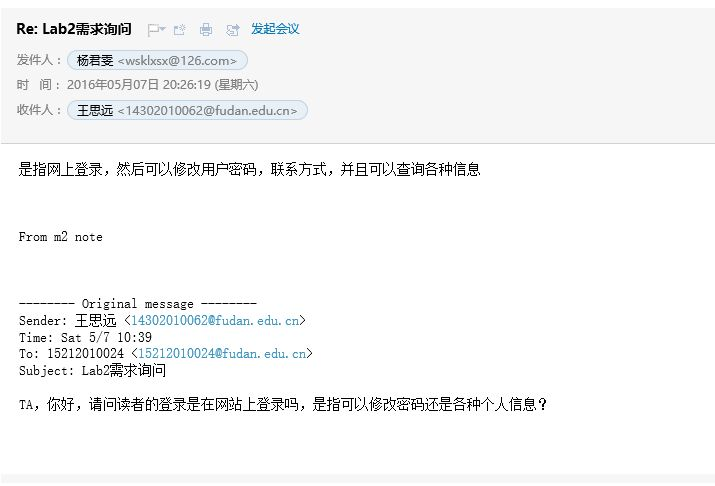 Re: Lab2需求询问 发起会议
发件人： 杨君雯 <wsklxsx@126.com>
时 间： 2016年05月07日 20:26:19 (星期六)
收件人： 王思远 <14302010062@fudan.edu.cn>
是指网上登录，然后可以修改用户密码，联系方式，并且可以查询各种信息
From m2 note
-------- Original message --------
Sender: 王思远 <14302010062@fudan.edu.cn>
Time: Sat 5/7 10:39
To: 15212010024 <15212010024@fudan.edu.cn>
Subject: Lab2需求询问
TA，你好，请问读者的登录是在网站上登录吗，是指可以修改密码还是各种个人信息？